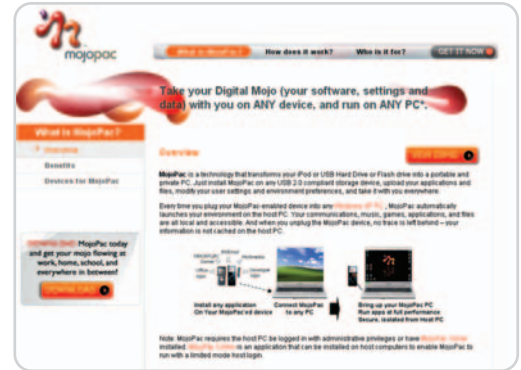 mojopac
What is MojoPac?
How does it work?
Who is it for?
GET IT NOW
Take your Digital Mojo (your software, settings and
data) with you on ANY device, and run on ANY PC*.
What is MojoPac?
Overview
Benefits
Devices for MojoPac
DOWNLOAD MojoPac today
and get your mojo flowing at
work, home, school, and
everywhere in between!
DOWNLOAD
Overview
VIEW DEMO
MojoPac is a technology that transforms your iPod or USB Hard Drive or Flash drive into a portable and
private PC. Just install MojoPac on any USB 2.0 compliant storage device, upload your applications and
files, modify your user settings and environment preferences, and take it with you everywhere.
Every time you plug your MojoPac-enabled device into any Windows XP PC, MojoPac automatically
launches your environment on the host PC. Your communications, music, games, applications, and files
are all local and accessible. And when you unplug the MojoPac device, no trace is left behind – your
information is not cached on the host PC.
Install any application
On Your MojoPac'ed device
Connect MojoPac
to any PC
Bring up your MojoPac PC
Run apps at full performance
Secure, isolated from Host PC
Note: MojoPac requires the host PC be logged in with administrative privileges or have MojoPac Usher
installed. MojoPac Usher is an application that can be installed on host computers to enable MojoPac to
run with a limited mode host login.